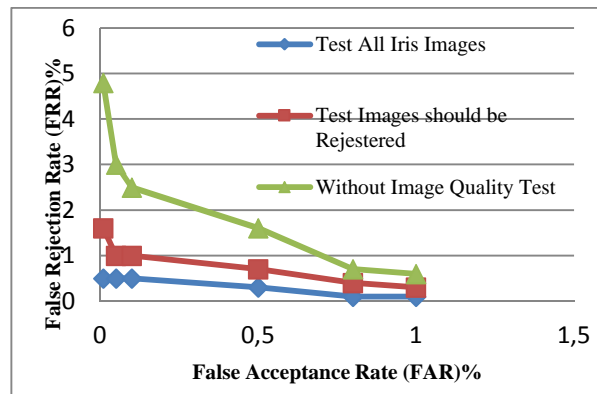 6
5
4
3
2
1
0
False Rejection Rate (FRR)%
Test All Iris Images
Test Images should be
Rejestered
Without Image Quality Test
0
0,5
1
1,5
False Acceptance Rate (FAR)%